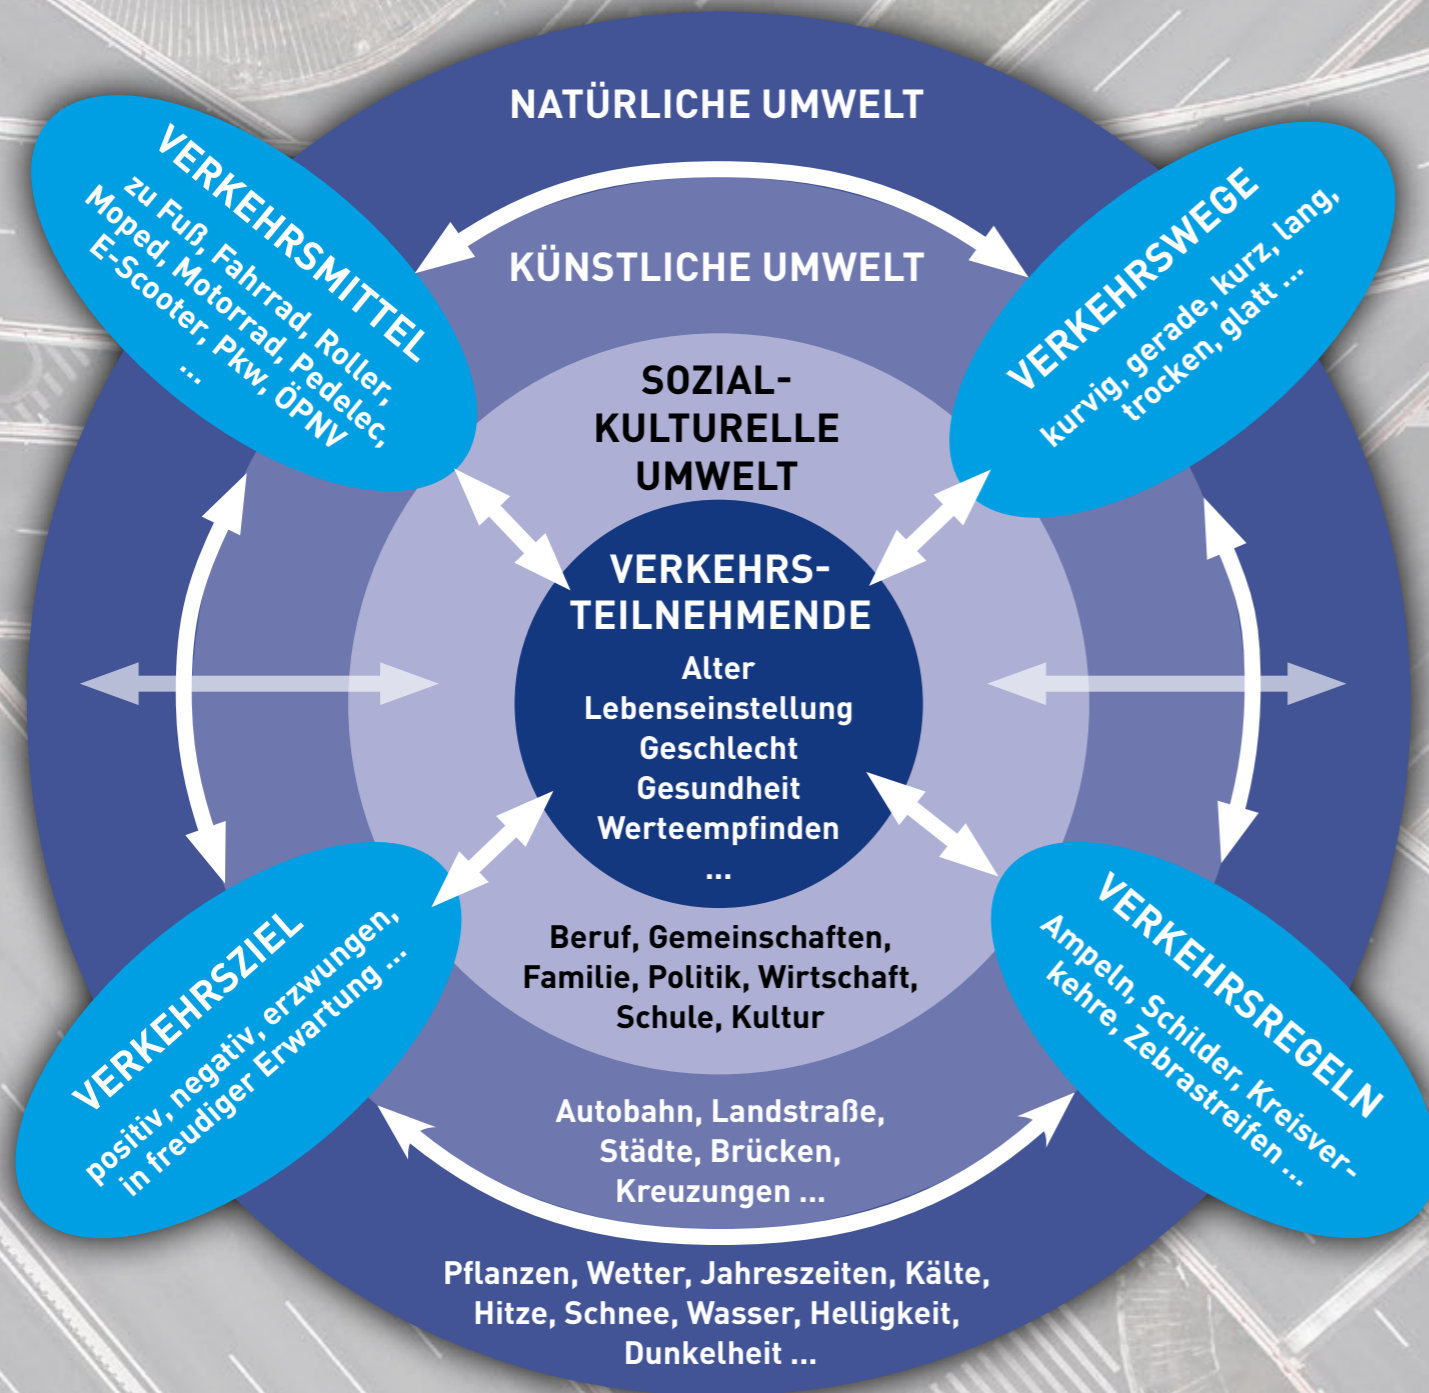 NATÜRLICHE UMWELT
KÜNSTLICHE UMWELT
SOZIAL-
KULTURELLE
UMWELT
VERKEHRSMITTEL
zu Fuß, Fahrrad, Roller,
Moped, Motorrad, Pedelec,
E-Scooter, Pkw, ÖPNV
...
VERKEHRSWEGE
kurvig, gerade, kurz, lang,
trocken, glatt ...
VERKEHRS-
TEILNEHMENDE
Alter
Lebenseinstellung
Geschlecht
Gesundheit
Werteempfinden
...
VERKEHRSZIEL
positiv, negativ, erzwungen,
in freudiger Erwartung ...
VERKEHRSREGELN
Ampeln, Schilder, Kreisver-
kehre, Zebrastreifen ...
Beruf, Gemeinschaften,
Familie, Politik, Wirtschaft,
Schule, Kultur
Autobahn, Landstraße,
Städte, Brücken,
Kreuzungen ...
Pflanzen, Wetter, Jahreszeiten, Kälte,
Hitze, Schnee, Wasser, Helligkeit,
Dunkelheit ...